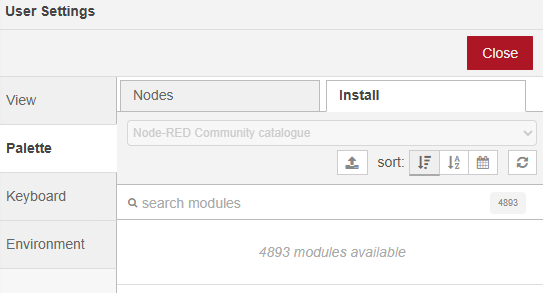 User Settings
Close
View
Palette
Keyboard
Environment
Nodes
Install
Node-RED Community catalogue
sort:
search modules
4893
4893 modules available